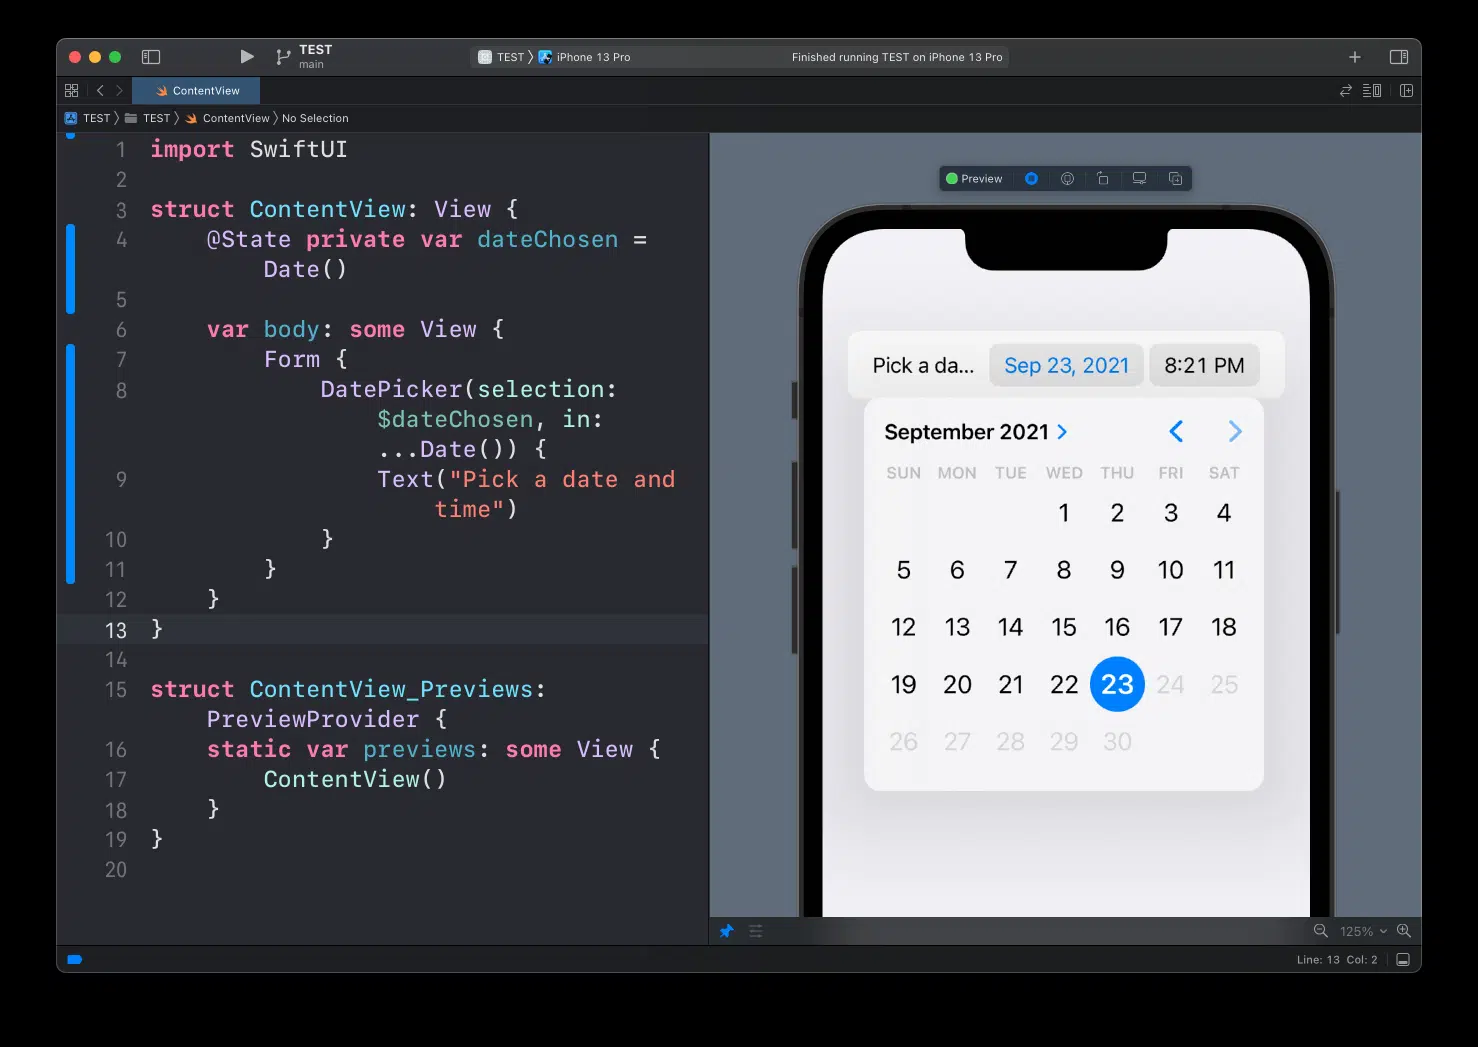 TEST
main
TEST 〉 iPhone 13 Pro
Finished running TEST on iPhone 13 Pro
ContentView
TEST 〉 TEST 〉 ContentView 〉 No Selection
1 import SwiftUI
2
3 struct ContentView: View {
4 @State private var dateChosen =
Date()
5
6 var body: some View {
7 Form {
8 DatePicker(selection:
$dateChosen, in:
...Date()) {
9 Text("Pick a date and
time")
10 }
11 }
12 }
13 }
14
15 struct ContentView_Previews:
PreviewProvider {
16 static var previews: some View {
17 ContentView()
18 }
19 }
20
Preview
Pick a da... Sep 23, 2021 8:21 PM
September 2021
SUN MON TUE WED THU FRI SAT
1 2 3 4
5 6 7 8 9 10 11
12 13 14 15 16 17 18
19 20 21 22 23 24 25
26 27 28 29 30
125%
Line: 13 Col: 2